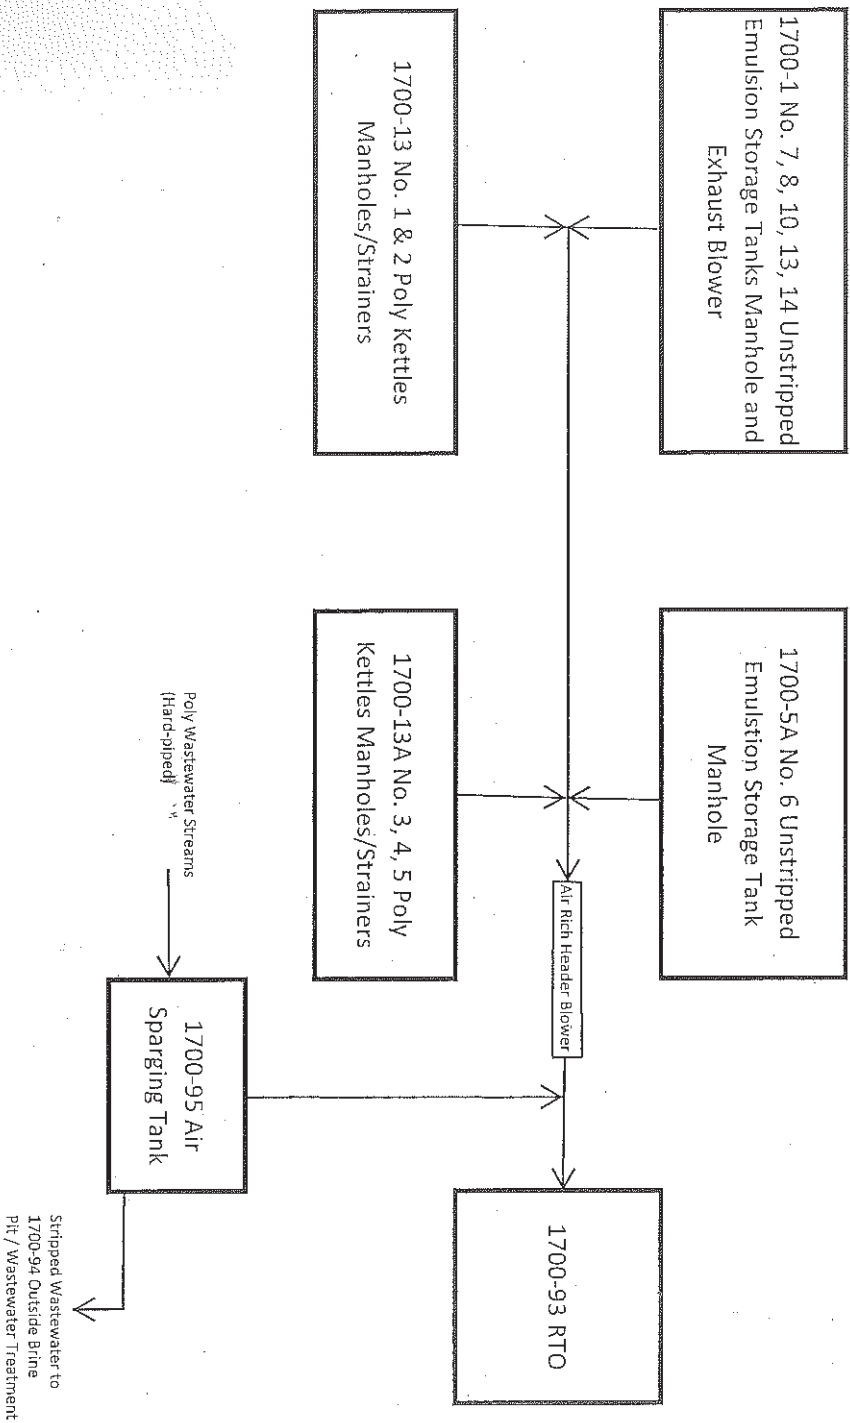 1700-1 No. 7, 8, 10, 13, 14 Unstripped
Emulsion Storage Tanks Manhole and
Exhaust Blower
1700-5A No. 6 Unstripped
Emulstion Storage Tank
Manhole
Air Rich Header Blower
1700-93 RTO
1700-13 No. 1 & 2 Poly Kettles
Manholes/Strainers
1700-13A No. 3, 4, 5 Poly
Kettles Manholes/Strainers
Poly Wastewater Streams
(Hard-piped)
1700-95 Air
Sparging Tank
Stripped Wastewater to
1700-94 Outside Brine
Pit / Wastewater Treatment